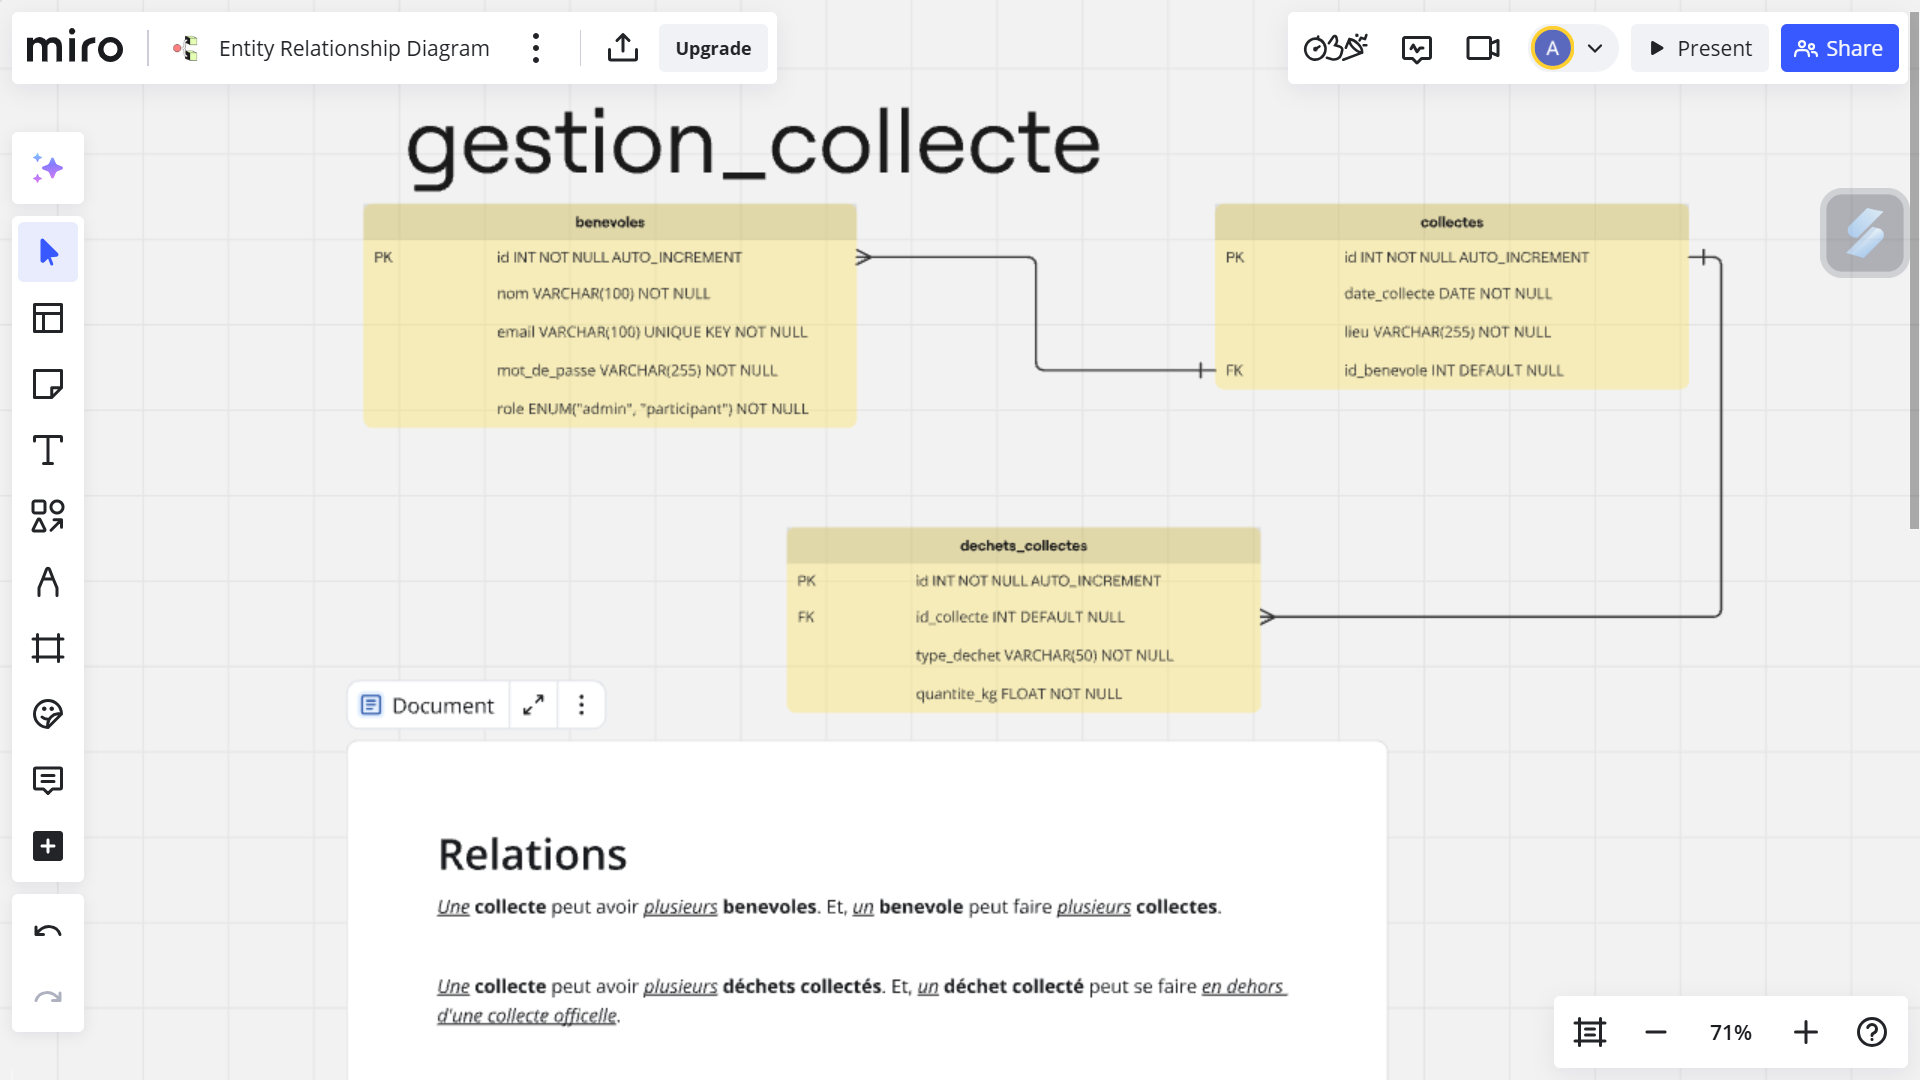 miro
Entity Relationship Diagram
Upgrade
A
Present
Share
gestion_collecte
benevoles
PK id INT NOT NULL AUTO_INCREMENT
nom VARCHAR(100) NOT NULL
email VARCHAR(100) UNIQUE KEY NOT NULL
mot_de_passe VARCHAR(255) NOT NULL
role ENUM("admin", "participant") NOT NULL
collectes
PK id INT NOT NULL AUTO_INCREMENT
date_collecte DATE NOT NULL
lieu VARCHAR(255) NOT NULL
FK id_benevole INT DEFAULT NULL
dechets_collectes
PK id INT NOT NULL AUTO_INCREMENT
FK id_collecte INT DEFAULT NULL
type_dechet VARCHAR(50) NOT NULL
quantite_kg FLOAT NOT NULL
Document
Relations
Une collecte peut avoir plusieurs benevoles. Et, un benevole peut faire plusieurs collectes.
Une collecte peut avoir plusieurs déchets collectés. Et, un déchet collecté peut se faire en dehors
d'une collecte officelle.
71%